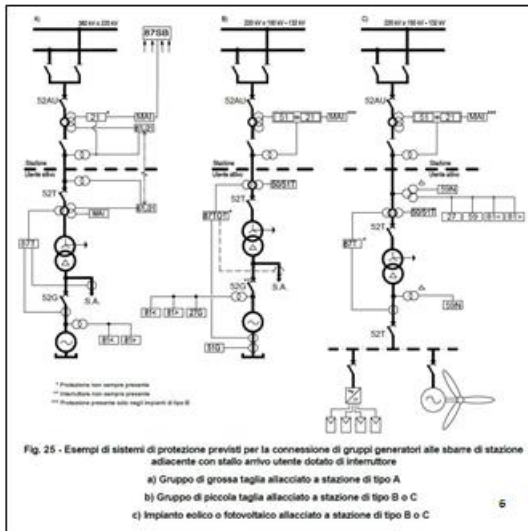 A)
380 kV o 220 kV
87SB
52AU
21
MAI
Stazione
Utente attivo
52T
MAI
87T
S.A.
52G
81<
81>
B)
220 kV o 150 kV - 132 kV
52AU
51
21
MAI***
Stazione
Utente attivo
50/51T
52T
S.A.
52G
81<
81>
27G
51G
C)
220 kV o 150 kV - 132 kV
52AU
51
21
MAI***
Stazione
Utente attivo
59N
27
59
81<
81>
50/51T
52T
87T*
59N
52T
* Protezione non sempre presente
** Interruttore non sempre presente
*** Protezione presente solo negli impianti di tipo B
Fig. 25 - Esempi di sistemi di protezione previsti per la connessione di gruppi generatori alle sbarre di stazione
adiacente con stallo arrivo utente dotato di interruttore
a) Gruppo di grossa taglia allacciato a stazione di tipo A
b) Gruppo di piccola taglia allacciato a stazione di tipo B o C
c) Impianto eolico o fotovoltaico allacciato a stazione di tipo B o C
6